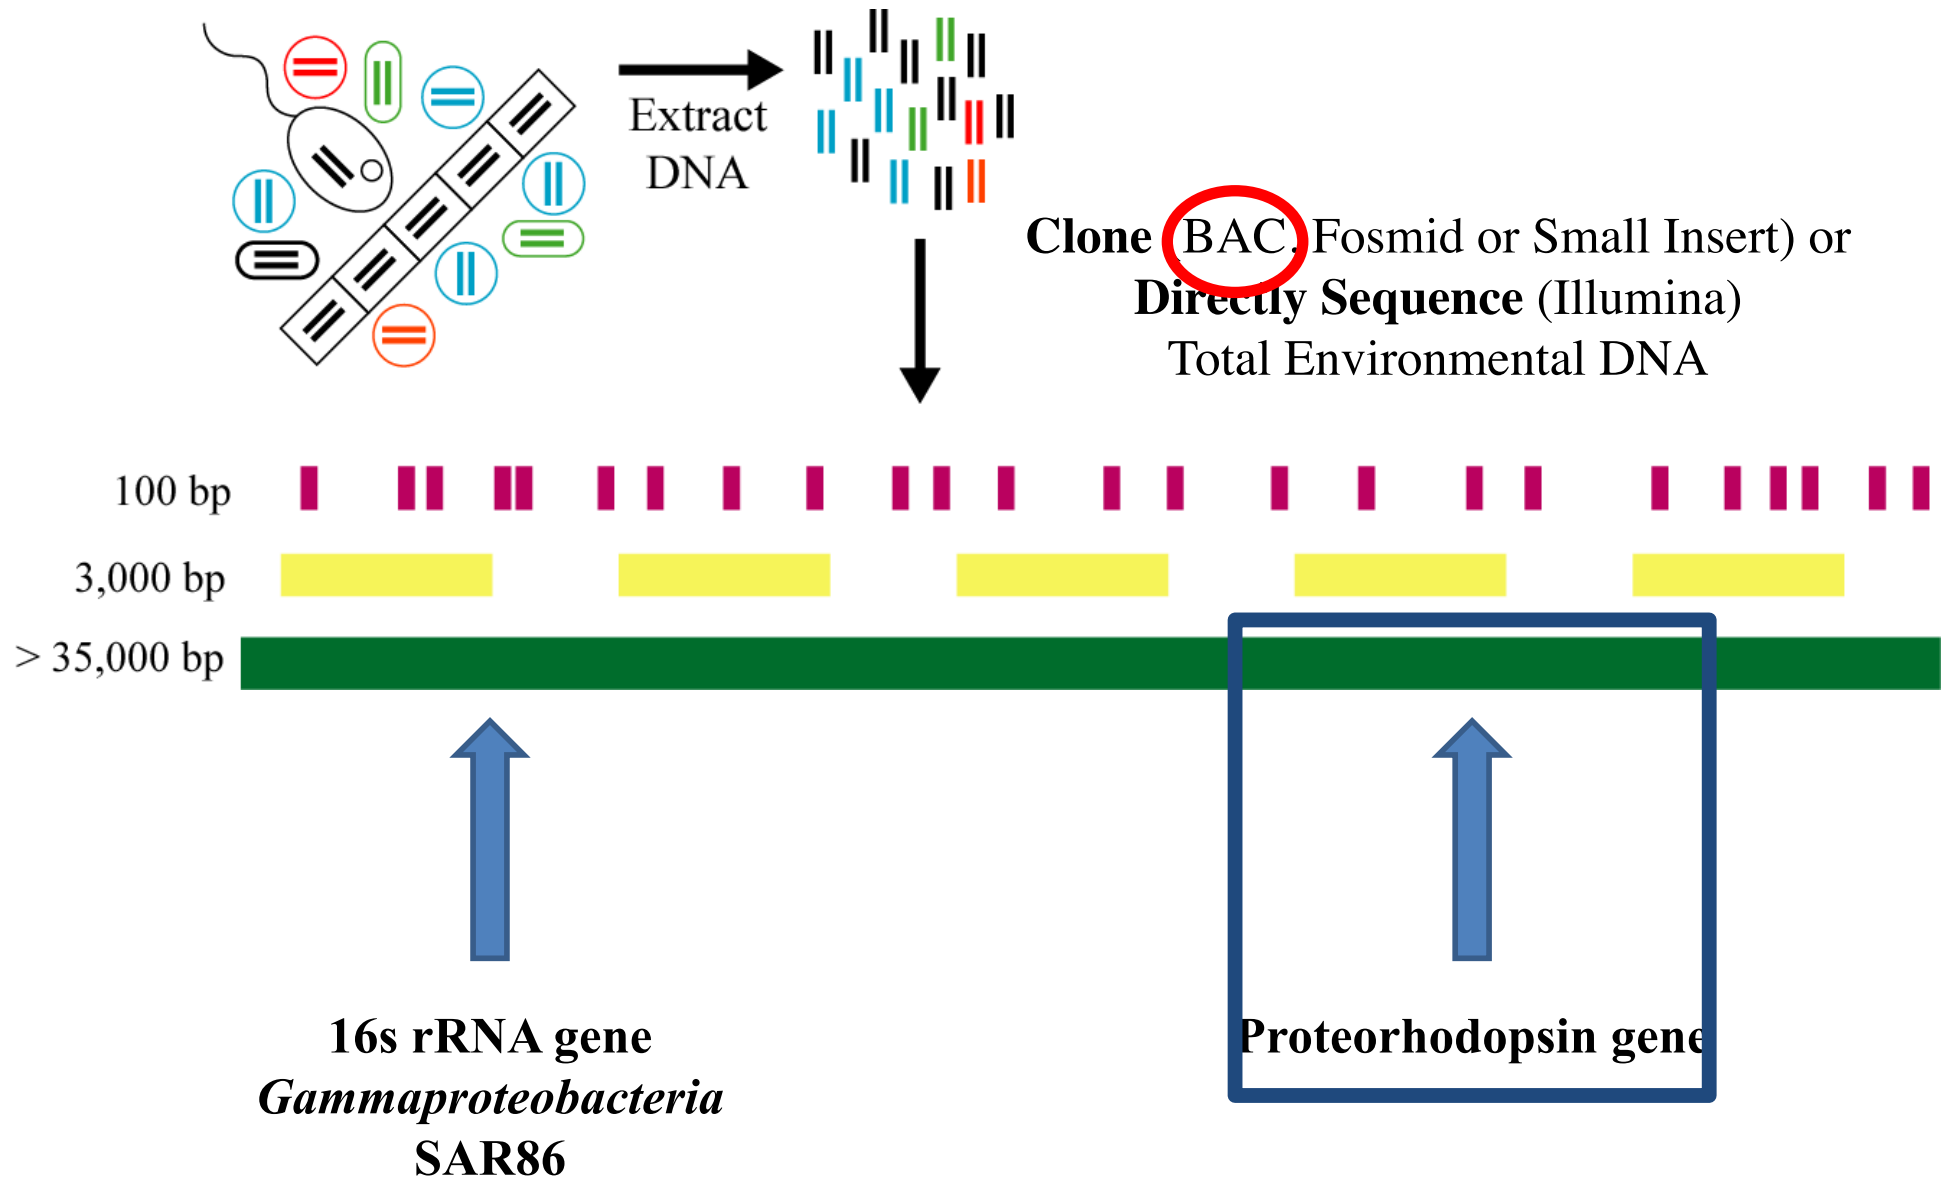 Extract
DNA
Clone (BAC, Fosmid or Small Insert) or
Directly Sequence (Illumina)
Total Environmental DNA
100 bp
3,000 bp
> 35,000 bp
16s rRNA gene
Gammaproteobacteria
SAR86
Proteorhodopsin gene